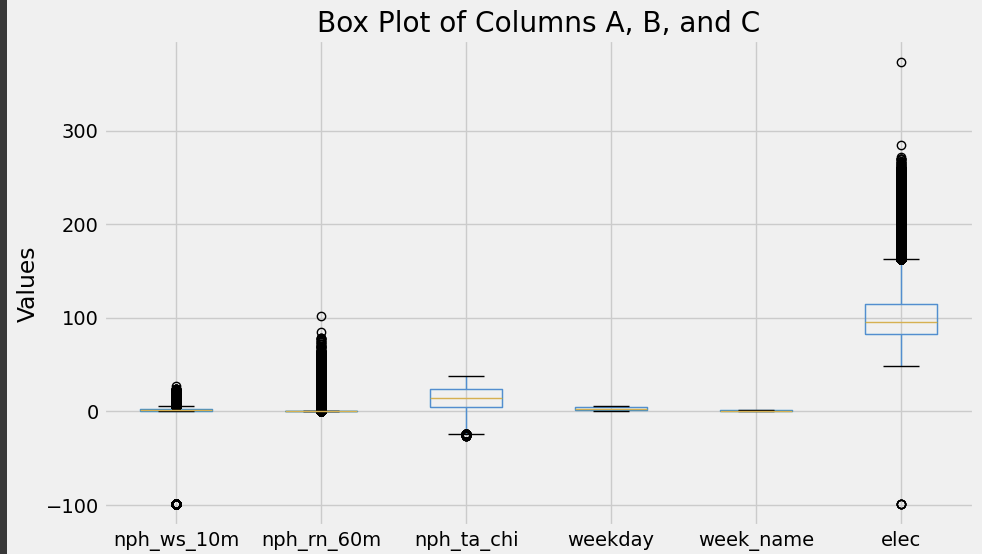 Box Plot of Columns A, B, and C
Values
300
200
100
0
−100
nph_ws_10m nph_rn_60m nph_ta_chi weekday week_name elec